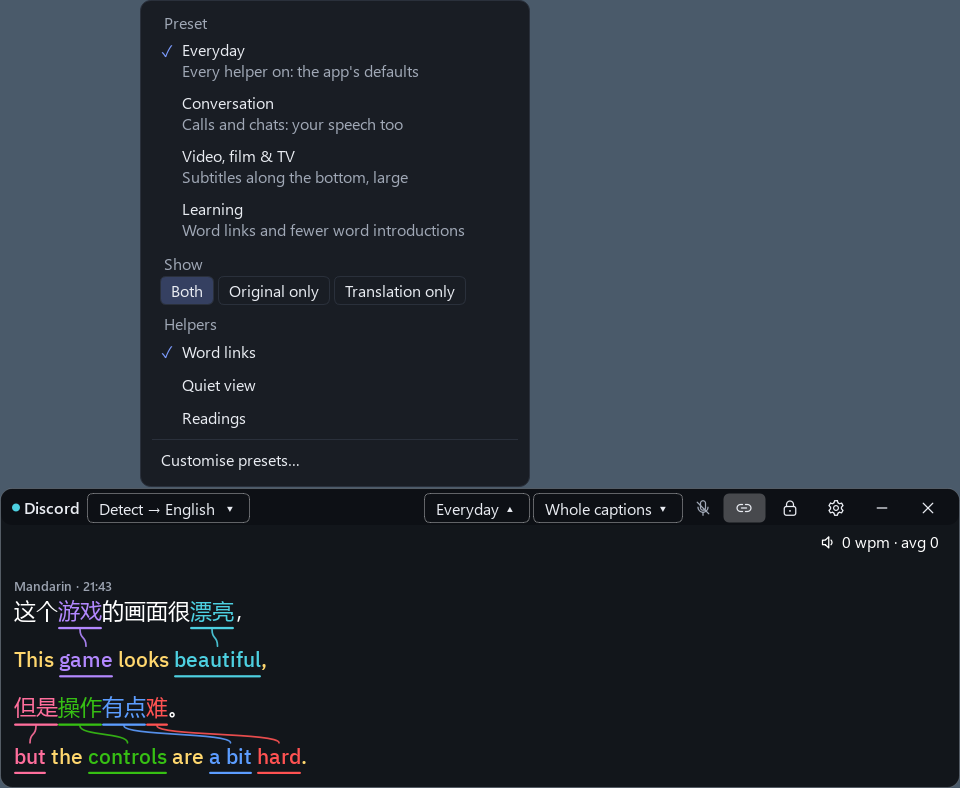 Preset
✓ Everyday
Every helper on: the app's defaults
Conversation
Calls and chats: your speech too
Video, film & TV
Subtitles along the bottom, large
Learning
Word links and fewer word introductions
Show
Both Original only Translation only
Helpers
✓ Word links
Quiet view
Readings
Customise presets...
Discord Detect → English ▼ Everyday ▲ Whole captions ▼
0 wpm · avg 0
Mandarin · 21:43
这个游戏的画面很漂亮，
This game looks beautiful,
但是操作有点难。
but the controls are a bit hard.